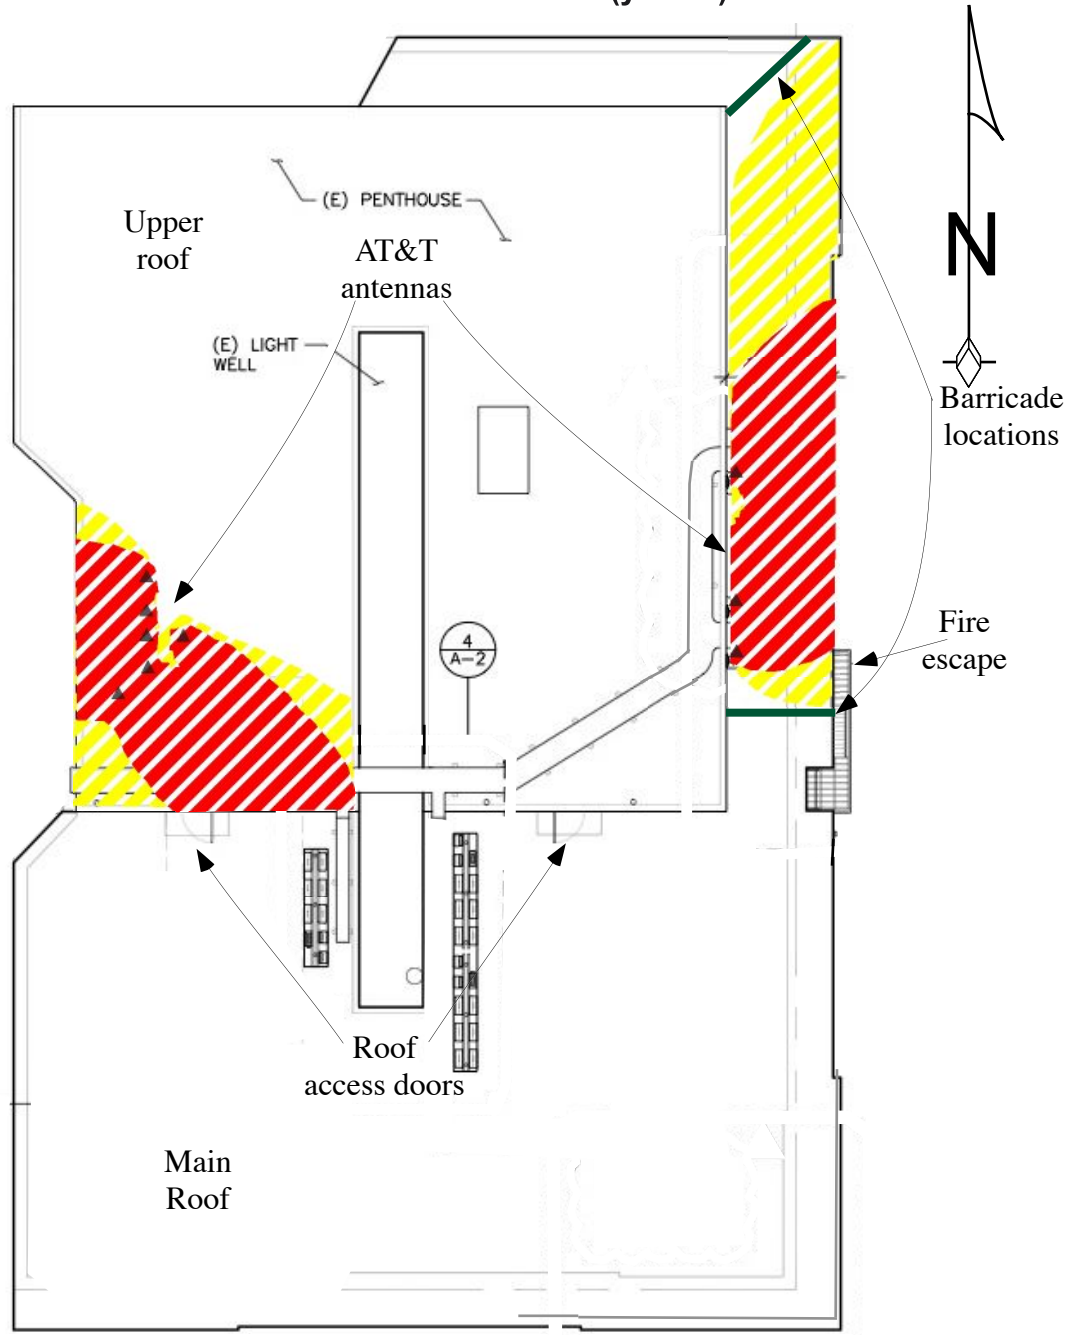 (E) PENTHOUSE
Upper
roof
AT&T
antennas
N
(E) LIGHT
WELL
Barricade
locations
4
A-2
Fire
escape
Roof
access doors
Main
Roof